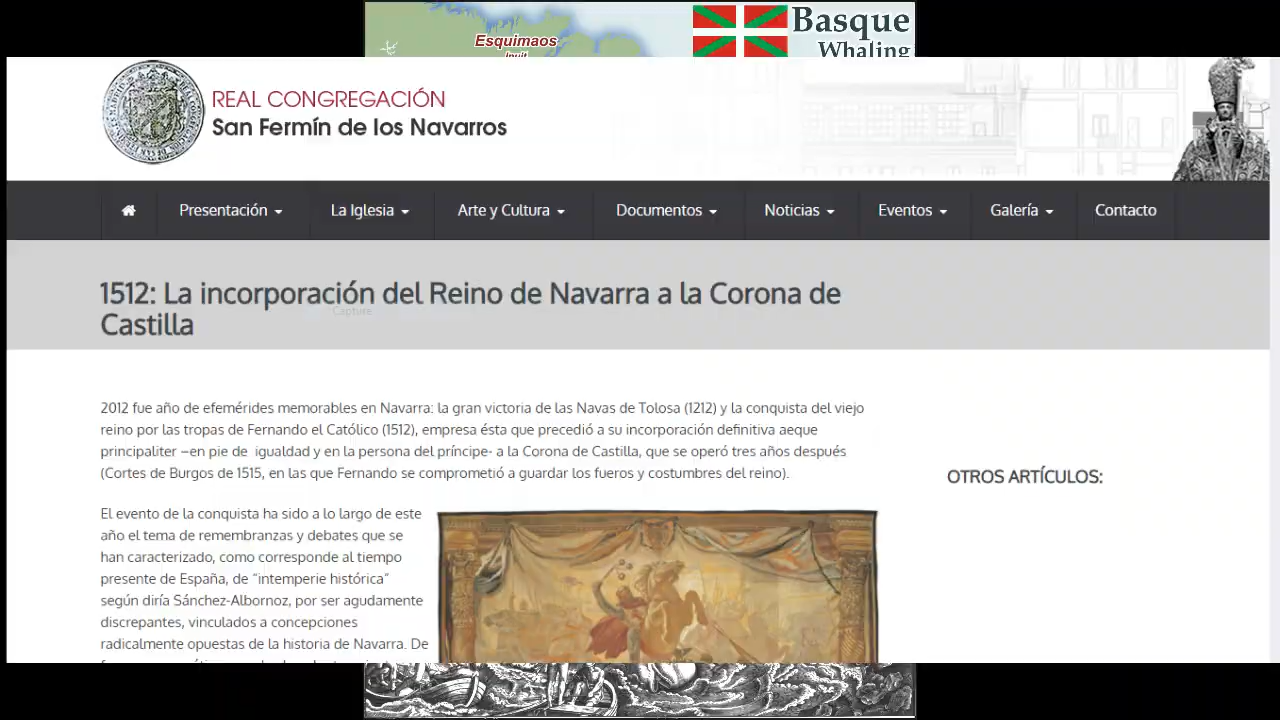 Esquimaos
Inuit
Basque
Whaling
REAL CONGREGACIÓN
San Fermín de los Navarros
Presentación
La Iglesia
Arte y Cultura
Documentos
Noticias
Eventos
Galería
Contacto
1512: La incorporación del Reino de Navarra a la Corona de
Castilla
Capture
2012 fue año de efemérides memorables en Navarra: la gran victoria de las Navas de Tolosa (1212) y la conquista del viejo
reino por las tropas de Fernando el Católico (1512), empresa ésta que precedió a su incorporación definitiva aeque
principaliter –en pie de igualdad y en la persona del príncipe- a la Corona de Castilla, que se operó tres años después
(Cortes de Burgos de 1515, en las que Fernando se comprometió a guardar los fueros y costumbres del reino).
OTROS ARTÍCULOS:
El evento de la conquista ha sido a lo largo de este
año el tema de remembranzas y debates que se
han caracterizado, como corresponde al tiempo
presente de España, de “intemperie histórica”
según diría Sánchez-Albornoz, por ser agudamente
discrepantes, vinculados a concepciones
radicalmente opuestas de la historia de Navarra. De